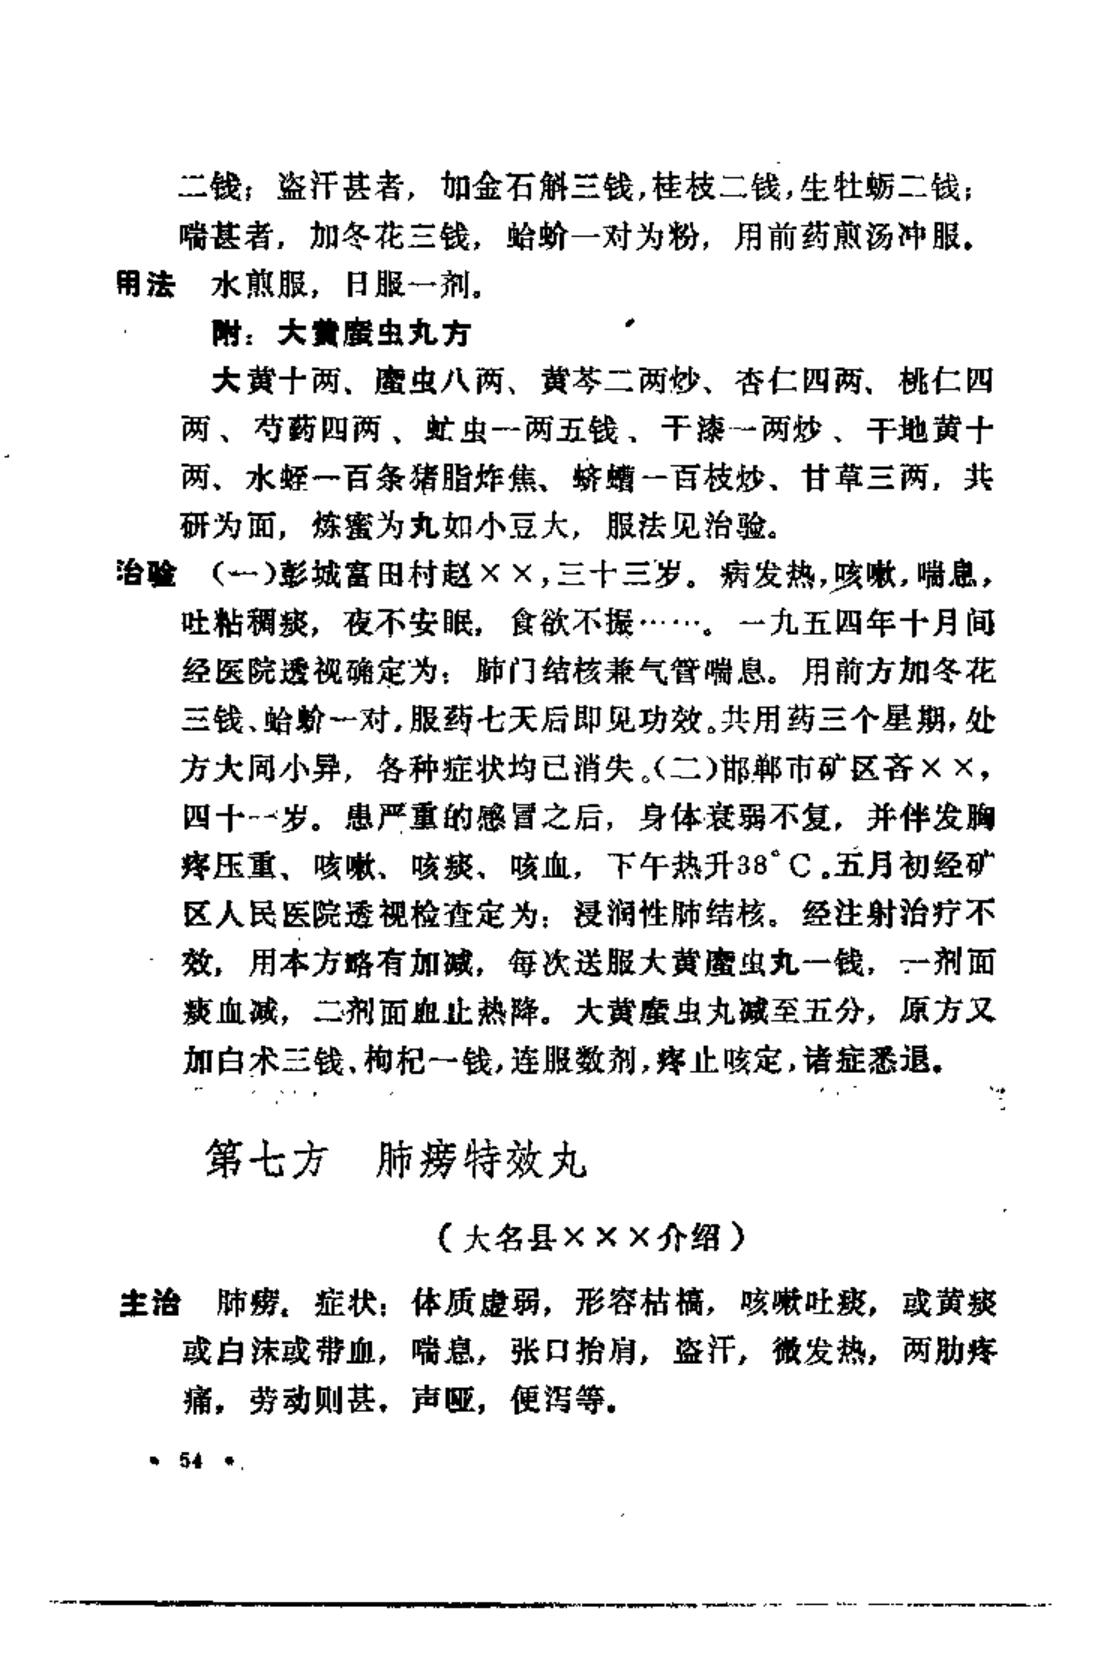 二钱；盗汗甚者，加金石斛三钱，桂枝二钱，生牡蛎二钱；
喘甚者，加冬花三钱，蛤蚧一对为粉，用前药煎汤冲服。
用法 水煎服，日服一剂。
附：大黄䗪虫丸方
大黄十两、䗪虫八两、黄芩二两炒、杏仁四两、桃仁四
两、芍药四两、虻虫一两五钱、干漆一两炒、干地黄十
两、水蛭一百条猪脂炸焦、蛴螬一百枝炒、甘草三两，共
研为面，炼蜜为丸如小豆大，服法见治验。
治验 （一）彭城富田村赵××，三十三岁。病发热，咳嗽，喘息，
吐粘稠痰，夜不安眠，食欲不振……。一九五四年十月间
经医院透视确定为：肺门结核兼气管喘息。用前方加冬花
三钱、蛤蚧一对，服药七天后即见功效。共用药三个星期，处
方大同小异，各种症状均已消失。（二）邯郸市矿区吝××，
四十一岁。患严重的感冒之后，身体衰弱不复，并伴发胸
疼压重、咳嗽、咳痰、咳血，下午热升38°C。五月初经矿
区人民医院透视检查定为：浸润性肺结核。经注射治疗不
效，用本方略有加减，每次送服大黄䗪虫丸一钱，一剂而
痰血减，二剂而血止热降。大黄䗪虫丸减至五分，原方又
加白术三钱、枸杞一钱，连服数剂，疼止咳定，诸症悉退。
第七方 肺痨特效丸
（大名县×××介绍）
主治 肺痨。症状：体质虚弱，形容枯槁，咳嗽吐痰，或黄痰
或白沫或带血，喘息，张口抬肩，盗汗，微发热，两肋疼
痛，劳动则甚，声哑，便泻等。
• 54 •